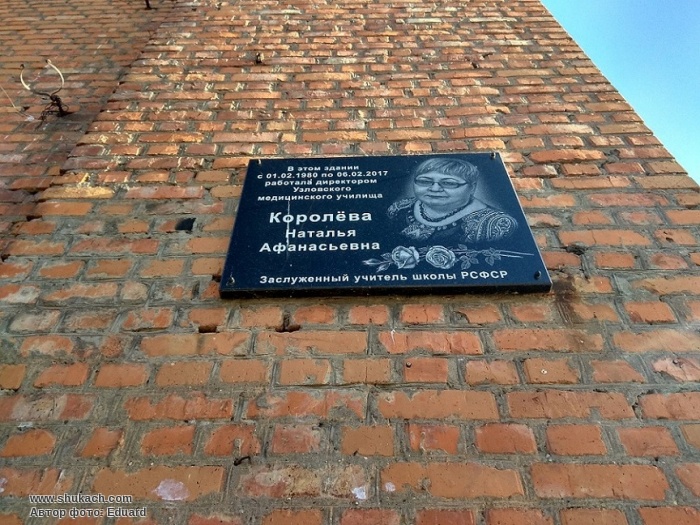 В этом здании
с 01.02.1980 по 06.02.2017
работала директором
Узловского
медицинского училища
Королёва
Наталья
Афанасьевна
Заслуженный учитель школы РСФСР
www.shukach.com
Автор фото: Eduard